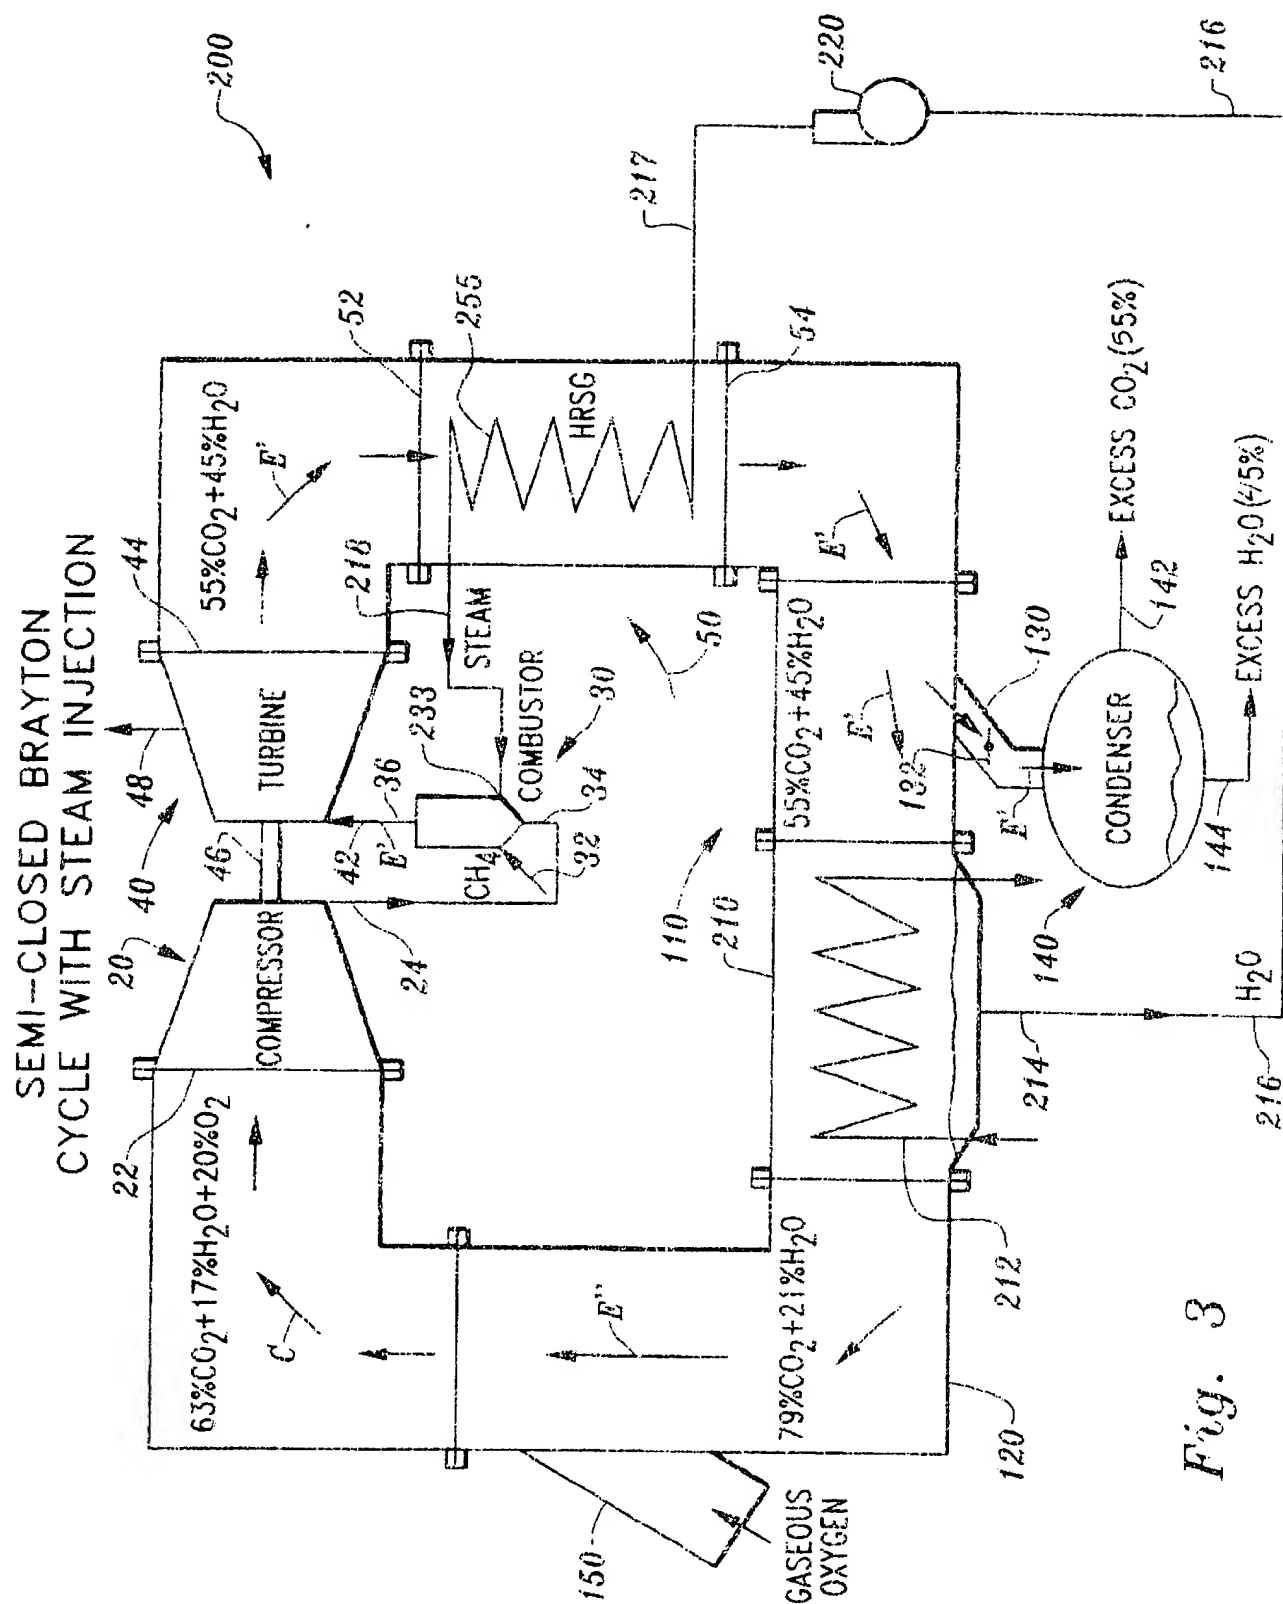 SEMI-CLOSED BRAYTON
CYCLE WITH STEAM INJECTION
200
20
40
48
44
22
COMPRESSOR
46
TURBINE
63%CO2+17%H2O+20%O2
55%CO2+45%H2O
E'
52
C
24
42
E'
36
218
255
CH4
STEAM
233
32
34
COMBUSTOR
30
HRSG
217
220
50
54
E"
110
210
79%CO2+21%H2O
55%CO2+45%H2O
E'
E'
150
GASEOUS
OXYGEN
120
212
132
130
E'
214
140
CONDENSER
142
EXCESS CO2(55%)
144
EXCESS H2O(45%)
H2O
216
216
Fig. 3